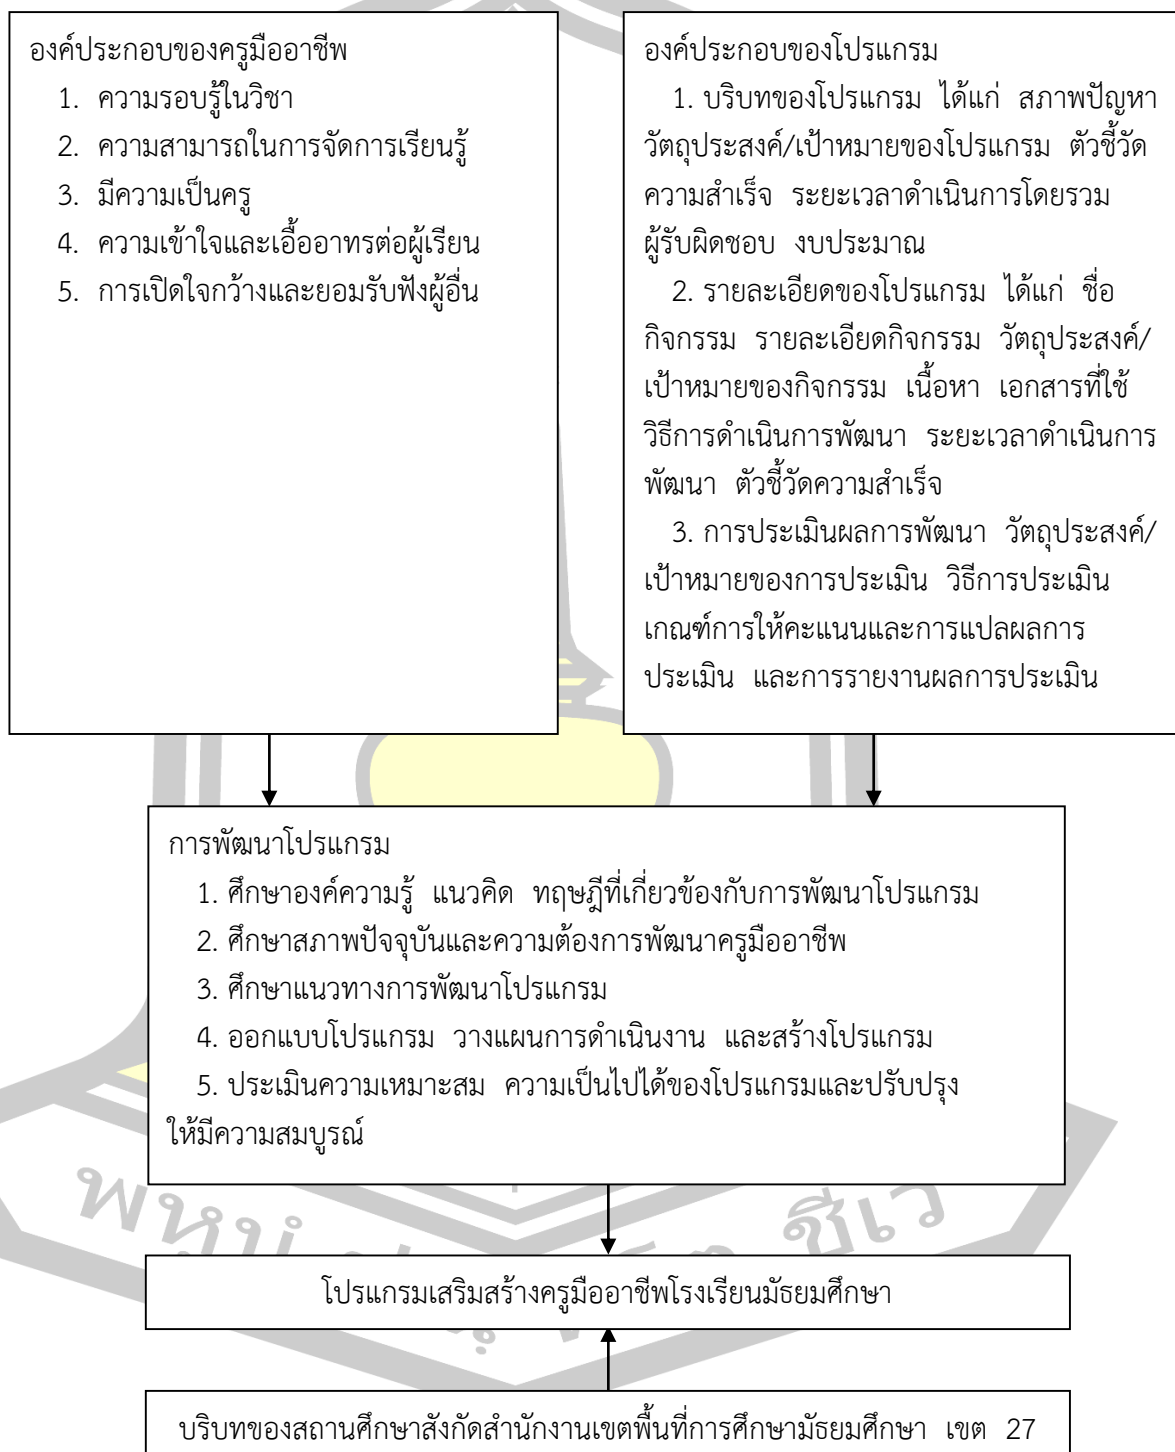 องค์ประกอบของครูมืออาชีพ
1. ความรอบรู้ในวิชา
2. ความสามารถในการจัดการเรียนรู้
3. มีความเป็นครู
4. ความเข้าใจและเอื้ออาทรต่อผู้เรียน
5. การเปิดใจกว้างและยอมรับฟังผู้อื่น
องค์ประกอบของโปรแกรม
1. บริบทของโปรแกรม ได้แก่ สภาพปัญหา
วัตถุประสงค์/เป้าหมายของโปรแกรม ตัวชี้วัด
ความสำเร็จ ระยะเวลาดำเนินการโดยรวม
ผู้รับผิดชอบ งบประมาณ
2. รายละเอียดของโปรแกรม ได้แก่ ชื่อ
กิจกรรม รายละเอียดกิจกรรม วัตถุประสงค์/
เป้าหมายของกิจกรรม เนื้อหา เอกสารที่ใช้
วิธีการดำเนินการพัฒนา ระยะเวลาดำเนินการ
พัฒนา ตัวชี้วัดความสำเร็จ
3. การประเมินผลการพัฒนา วัตถุประสงค์/
เป้าหมายของการประเมิน วิธีการประเมิน
เกณฑ์การให้คะแนนและการแปลผลการ
ประเมิน และการรายงานผลการประเมิน
การพัฒนาโปรแกรม
1. ศึกษาองค์ความรู้ แนวคิด ทฤษฎีที่เกี่ยวข้องกับการพัฒนาโปรแกรม
2. ศึกษาสภาพปัจจุบันและความต้องการพัฒนาครูมืออาชีพ
3. ศึกษาแนวทางการพัฒนาโปรแกรม
4. ออกแบบโปรแกรม วางแผนการดำเนินงาน และสร้างโปรแกรม
5. ประเมินความเหมาะสม ความเป็นไปได้ของโปรแกรมและปรับปรุง
ให้มีความสมบูรณ์
พหูนํ ชีเว
โปรแกรมเสริมสร้างครูมืออาชีพโรงเรียนมัธยมศึกษา
บริบทของสถานศึกษาสังกัดสำนักงานเขตพื้นที่การศึกษามัธยมศึกษา เขต 27